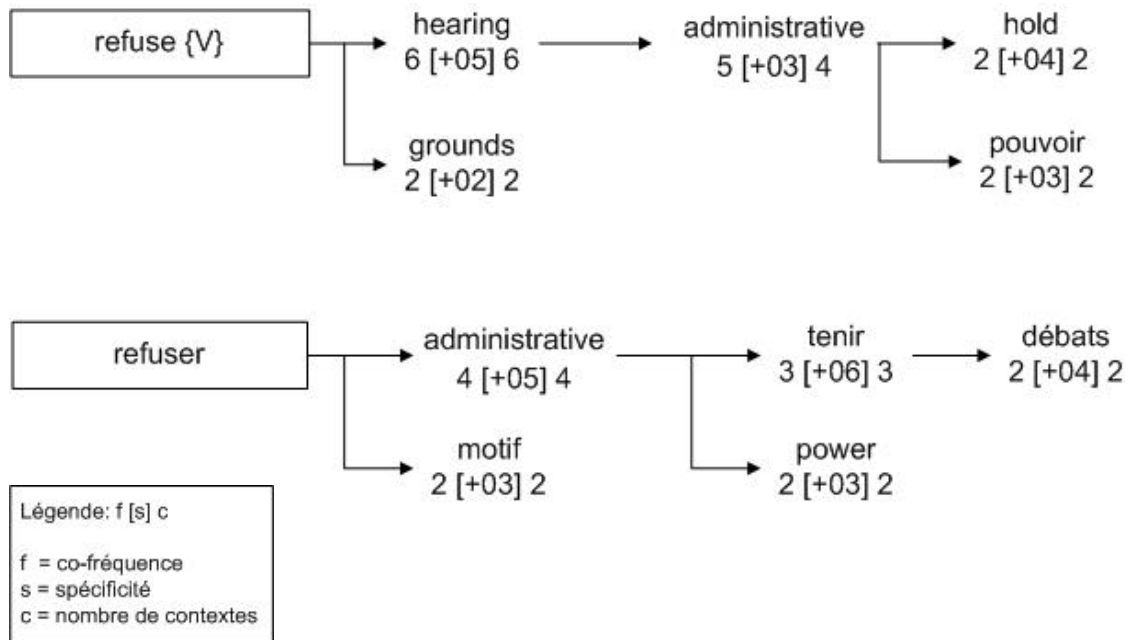 refuse {V}
hearing
6 [+05] 6
administrative
5 [+03] 4
hold
2 [+04] 2
grounds
2 [+02] 2
pouvoir
2 [+03] 2
refuser
administrative
4 [+05] 4
tenir
3 [+06] 3
débats
2 [+04] 2
motif
2 [+03] 2
power
2 [+03] 2
Légende: f [s] c
f = co-fréquence
s = spécificité
c = nombre de contextes